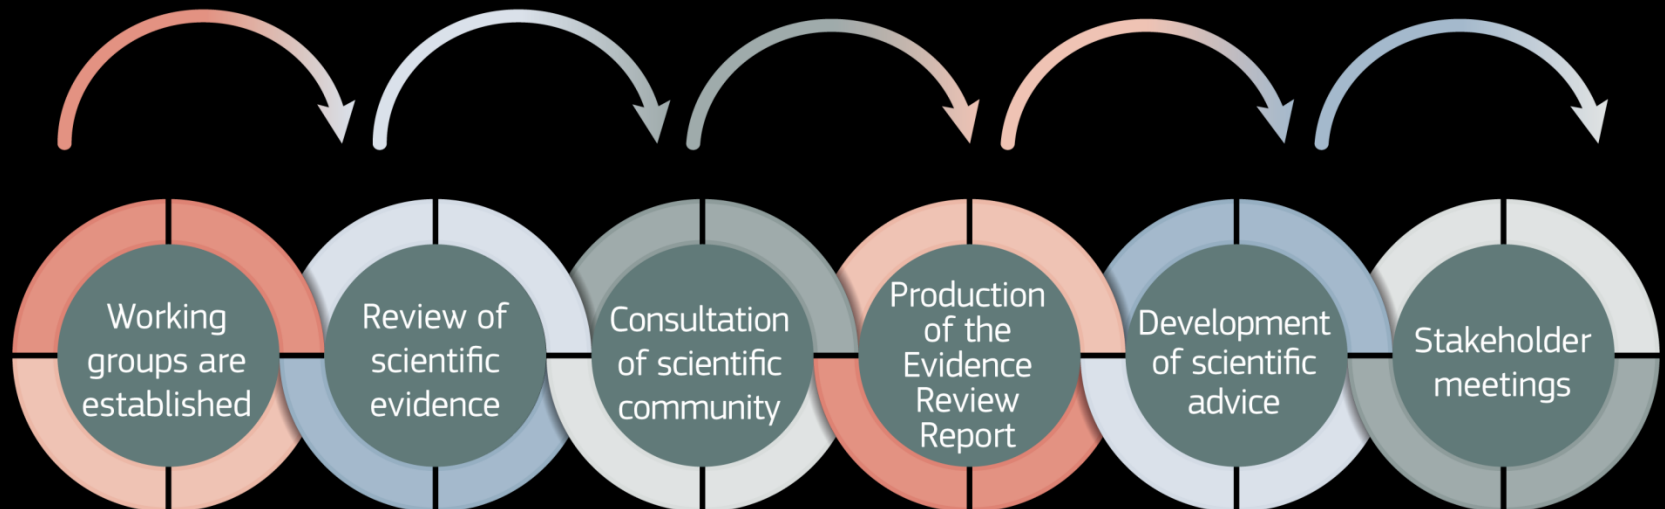 Working
groups are
established
Review of
scientific
evidence
Consultation
of scientific
community
Production
of the
Evidence
Review
Report
Development
of scientific
advice
Stakeholder
meetings